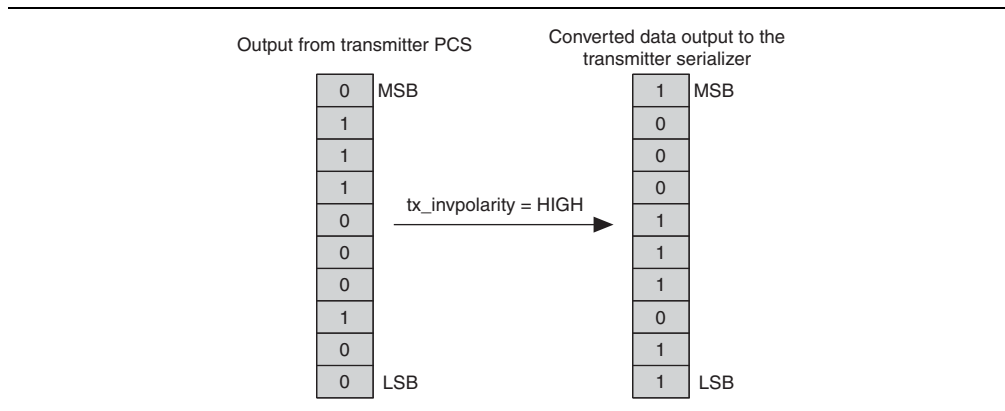 Output from transmitter PCS
Converted data output to the
transmitter serializer
0 MSB 1 MSB
1 0
1 0
1 0
tx_invpolarity = HIGH
0 1
0 1
0 1
1 0
0 1
0 LSB 1 LSB